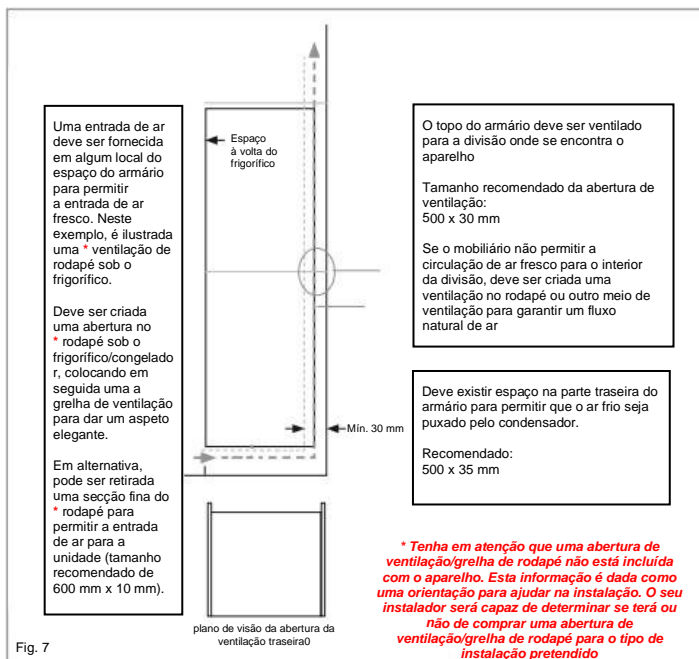 Uma entrada de ar
deve ser fornecida
em algum local do
espaço do armário
para permitir
a entrada de ar
fresco. Neste
exemplo, é ilustrada
uma * ventilação de
rodapé sob o
frigorífico.
Deve ser criada
uma abertura no
* rodapé sob o
frigorífico/congelado
r, colocando em
seguida uma a
grelha de ventilação
para dar um aspeto
elegante.
Em alternativa,
pode ser retirada
uma secção fina do
* rodapé para
permitir a entrada
de ar para a
unidade (tamanho
recomendado de
600 mm x 10 mm).
Espaço
à volta do
frigorífico
Mín. 30 mm
plano de visão da abertura da
ventilação traseira0
O topo do armário deve ser ventilado
para a divisão onde se encontra o
aparelho
Tamanho recomendado da abertura de
ventilação:
500 x 30 mm
Se o mobiliário não permitir a
circulação de ar fresco para o interior
da divisão, deve ser criada uma
ventilação no rodapé ou outro meio de
ventilação para garantir um fluxo
natural de ar
Deve existir espaço na parte traseira do
armário para permitir que o ar frio seja
puxado pelo condensador.
Recomendado:
500 x 35 mm
* Tenha em atenção que uma abertura de
ventilação/grelha de rodapé não está incluída
com o aparelho. Esta informação é dada como
uma orientação para ajudar na instalação. O seu
instalador será capaz de determinar se terá ou
não de comprar uma abertura de
ventilação/grelha de rodapé para o tipo de
instalação pretendido
Fig. 7